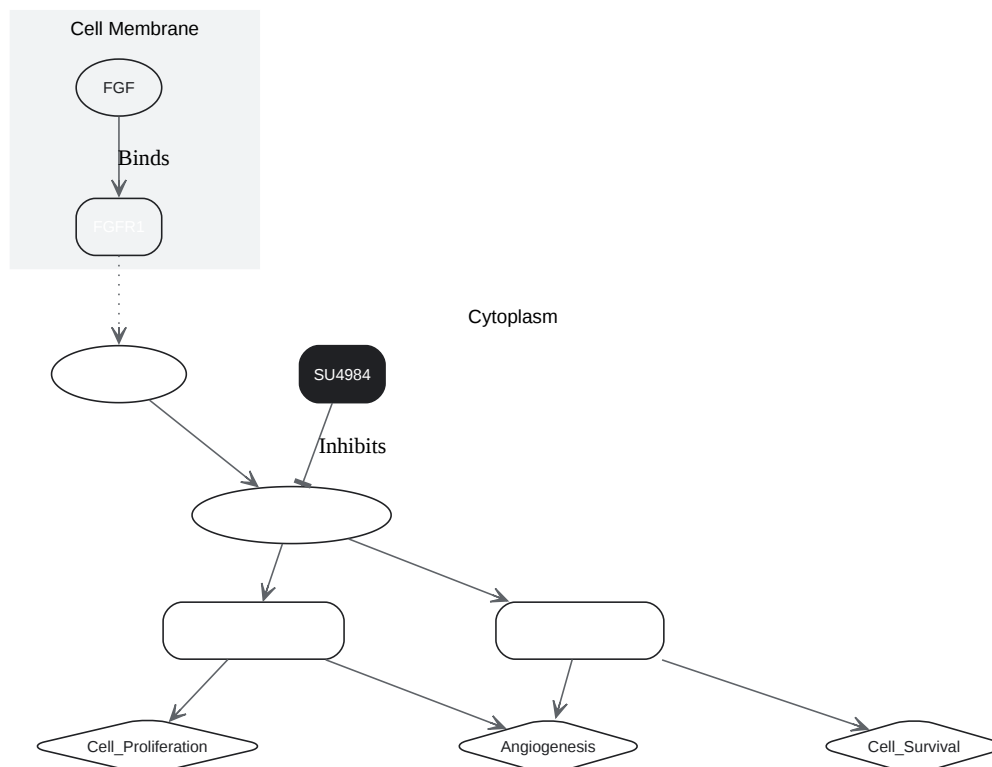 Cell Membrane
FGF
Binds
FGFR1
Cytoplasm
SU4984
Inhibits
Cell_Proliferation
Angiogenesis
Cell_Survival